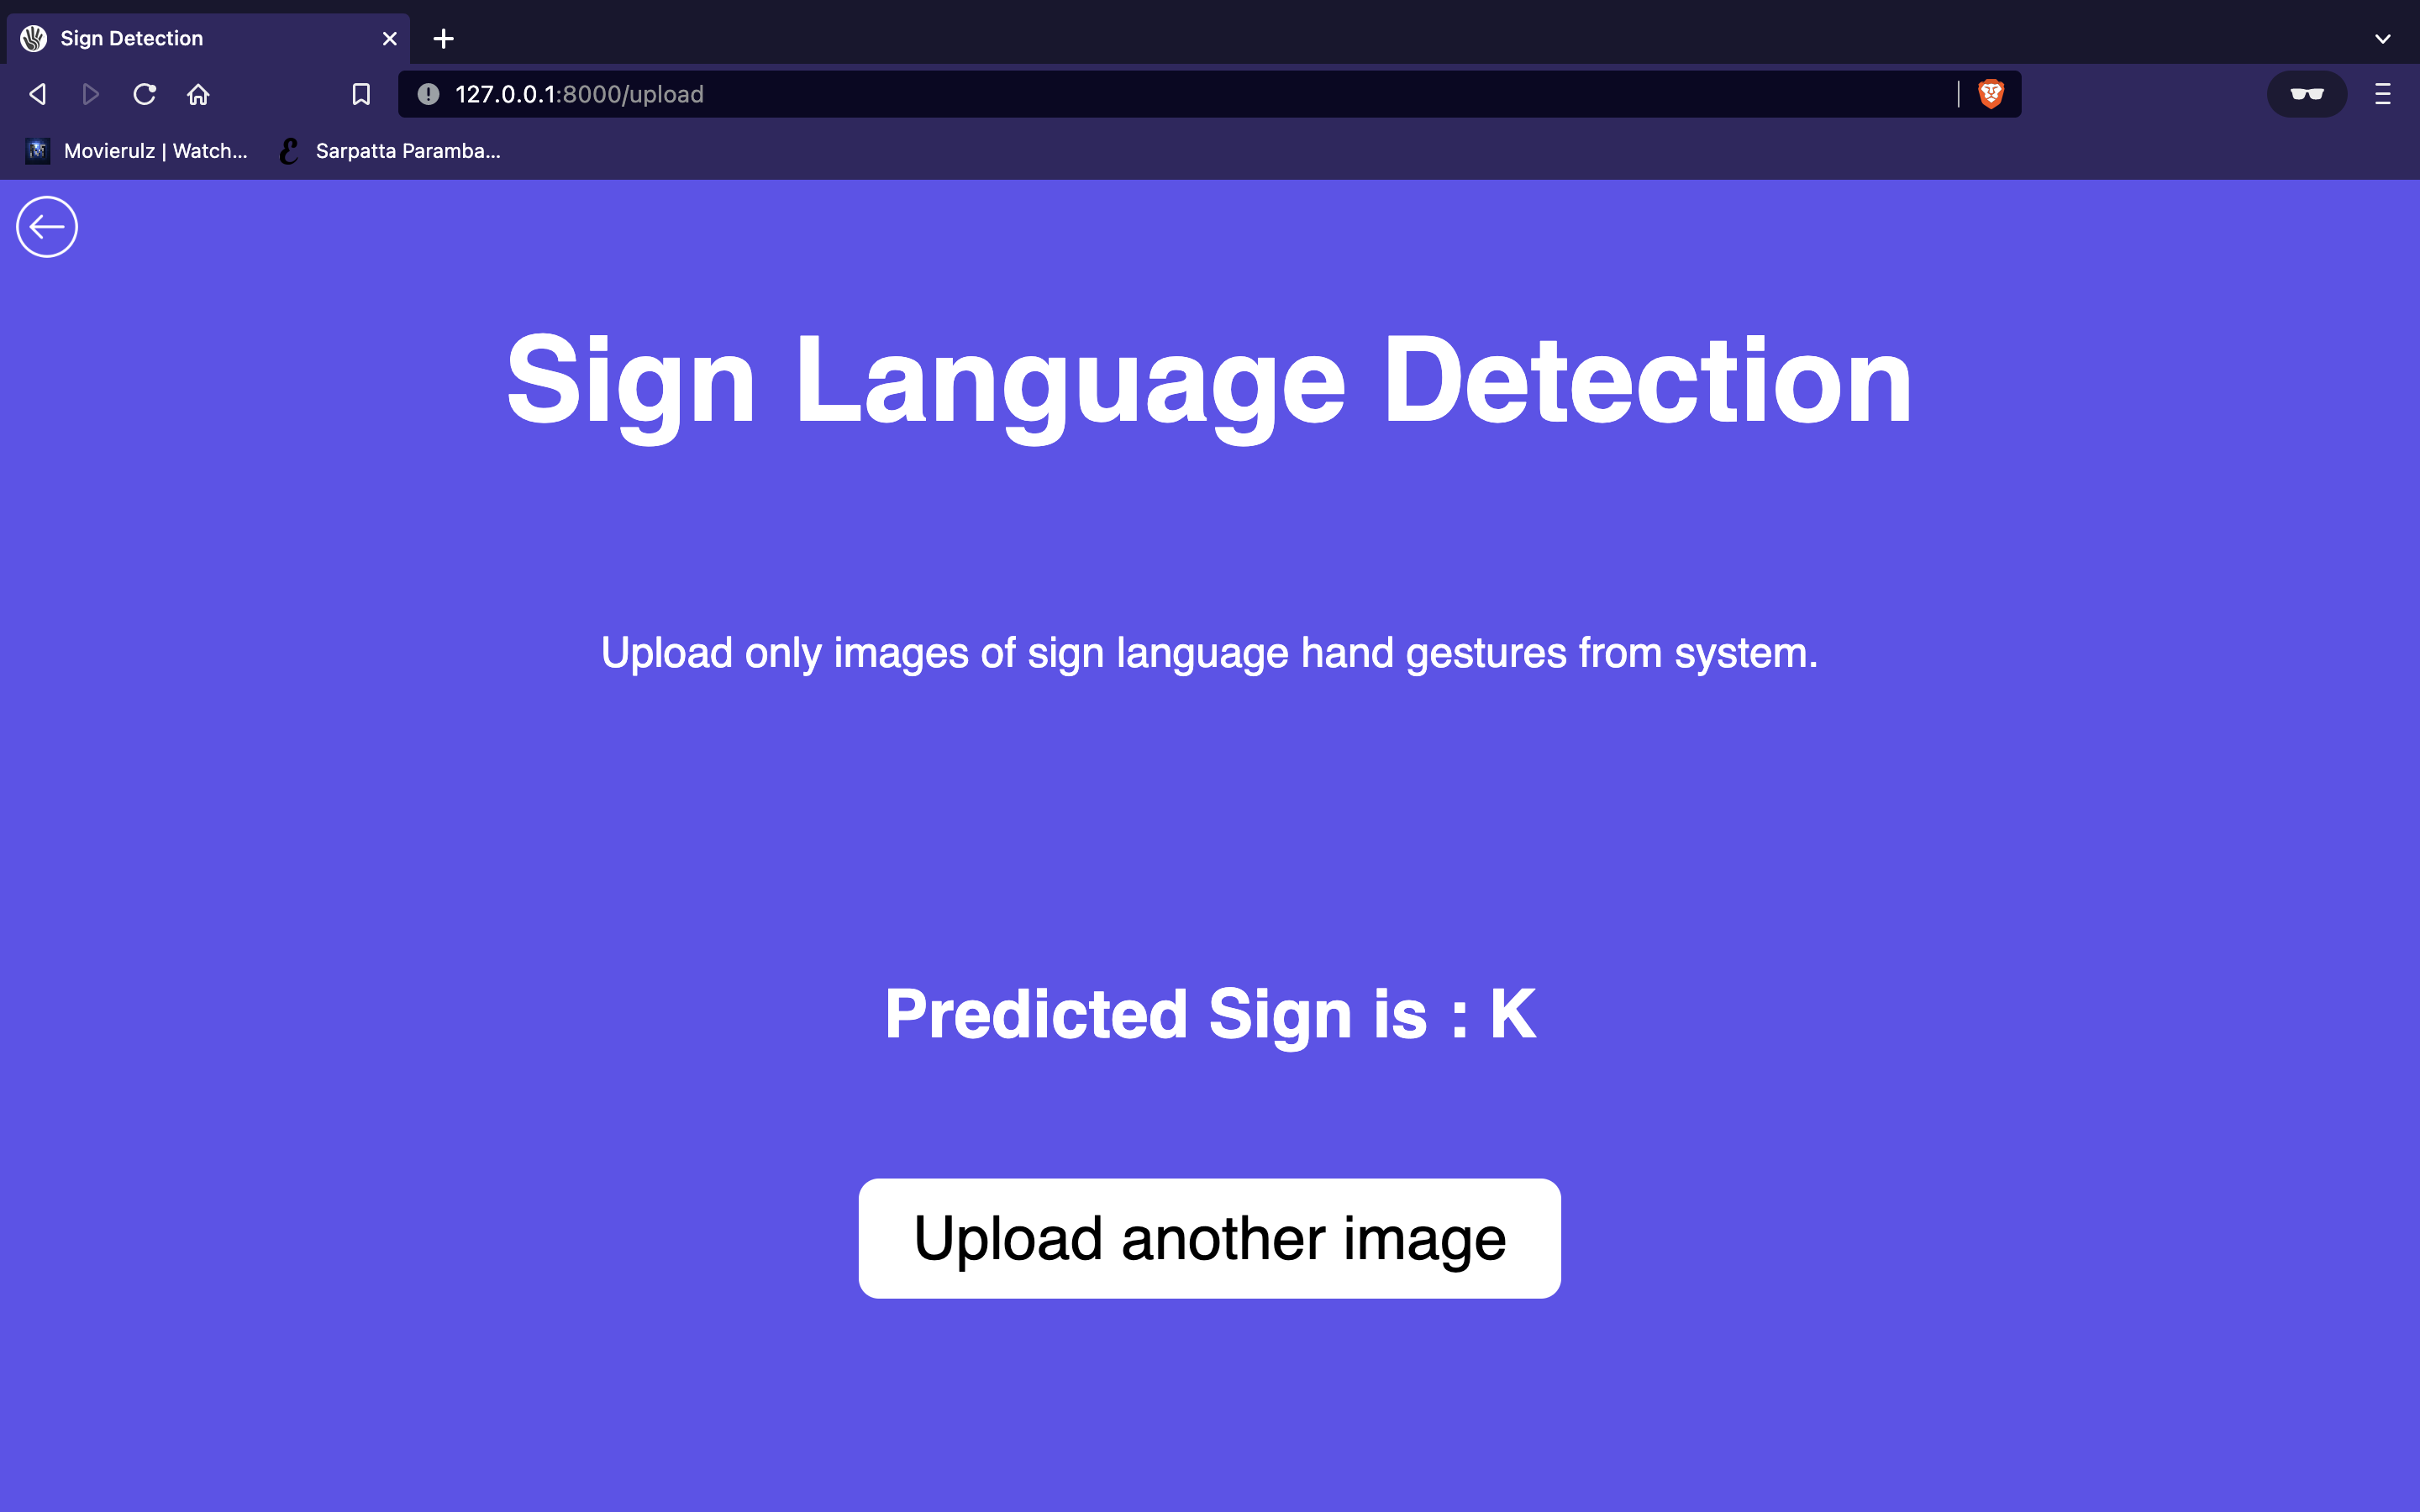 Sign Detection
127.0.0.1:8000/upload
Movierulz | Watch... Sarpatta Paramba...
Sign Language Detection
Upload only images of sign language hand gestures from system.
Predicted Sign is : K
Upload another image